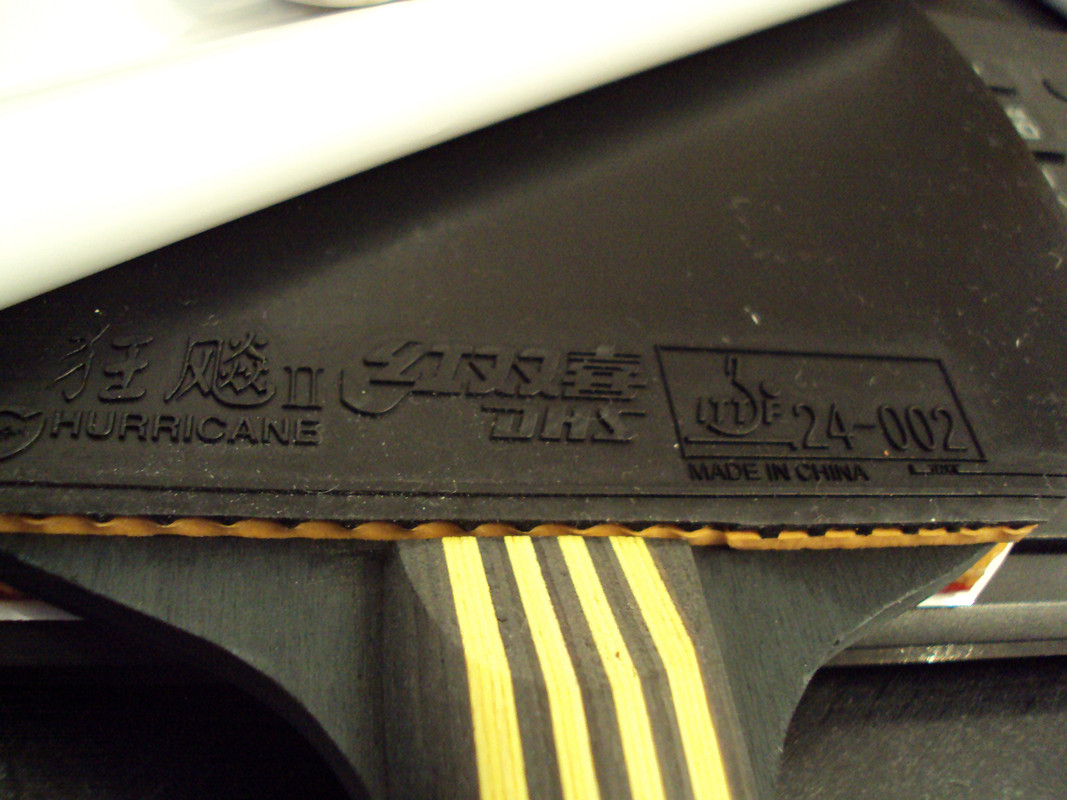 狂飚 II
HURRICANE
红双喜
DHS
ITTF 24-002
MADE IN CHINA